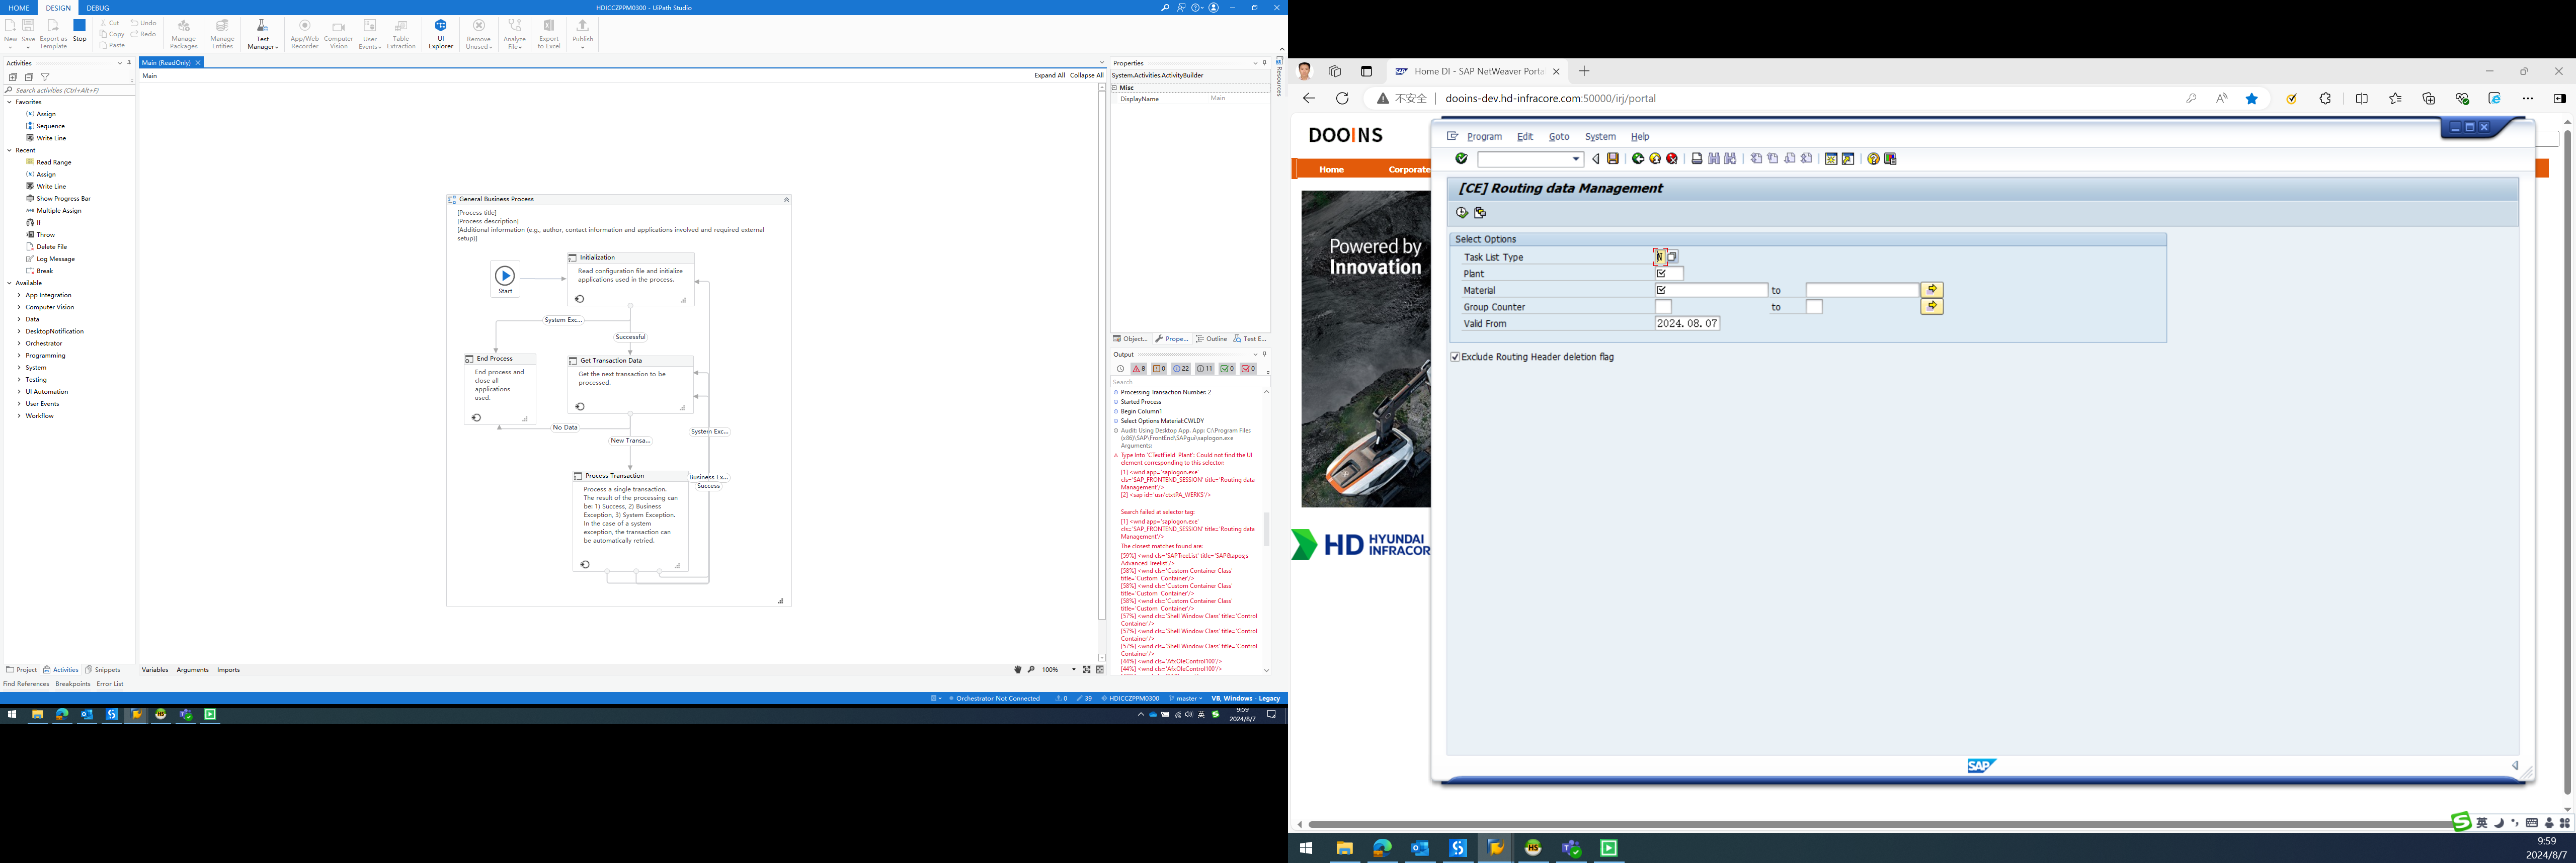 HOME DESIGN DEBUG
HDICCZPPM0300 - UiPath Studio
New Save Export as Template Stop
Cut Copy Paste Undo Redo
Manage Packages
Manage Entities
Test Manager
App/Web Recorder
Computer Vision
User Events
Table Extraction
UI Explorer
Remove Unused
Analyze File
Export to Excel
Publish
Activities
Search activities (Ctrl+Alt+F)
Favorites
Assign
Sequence
Write Line
Recent
Read Range
Assign
Write Line
Show Progress Bar
Multiple Assign
If
Throw
Delete File
Log Message
Break
Available
App Integration
Computer Vision
Data
DesktopNotification
Orchestrator
Programming
System
Testing
UI Automation
User Events
Workflow
Project Activities Snippets
Find References Breakpoints Error List
Main (ReadOnly)
Main
Expand All Collapse All
General Business Process
[Process title]
[Process description]
[Additional information (e.g., author, contact information and applications involved and required external
setup)]
Start
Initialization
Read configuration file and initialize
applications used in the process.
System Exc...
Successful
End Process
End process and
close all
applications
used.
Get Transaction Data
Get the next transaction to be
processed.
No Data
New Transa...
System Exc...
Process Transaction
Process a single transaction.
The result of the processing can
be: 1) Success, 2) Business
Exception, 3) System Exception.
In the case of a system
exception, the transaction can
be automatically retried.
Business Ex...
Success
Variables Arguments Imports
100%
Properties
System.Activities.ActivityBuilder
Misc
DisplayName Main
Resources
Object... Prope... Outline Test E...
Output
8 0 22 11 0 0
Search
Processing Transaction Number: 2
Started Process
Begin Column1
Select Options Material:CWLDY
Audit: Using Desktop App. App: C:\Program Files
(x86)\SAP\FrontEnd\SAPgui\saplogon.exe
Arguments:
Type Into 'CTextField Plant': Could not find the UI
element corresponding to this selector:
[1] <wnd app='saplogon.exe'
cls='SAP_FRONTEND_SESSION' title='Routing data
Management'/>
[2] <sap id='usr/ctxtPA_WERKS'/>
Search failed at selector tag:
[1] <wnd app='saplogon.exe'
cls='SAP_FRONTEND_SESSION' title='Routing data
Management'/>
The closest matches found are:
[59%] <wnd cls='SAPTreeList' title='SAP&apos;s
Advanced Treelist'/>
[58%] <wnd cls='Custom Container Class'
title='Custom Container'/>
[58%] <wnd cls='Custom Container Class'
title='Custom Container'/>
[58%] <wnd cls='Custom Container Class'
title='Custom Container'/>
[57%] <wnd cls='Shell Window Class' title='Control
Container'/>
[57%] <wnd cls='Shell Window Class' title='Control
Container'/>
[57%] <wnd cls='Shell Window Class' title='Control
Container'/>
[44%] <wnd cls='AfxOleControl100'/>
[44%] <wnd cls='AfxOleControl100'/>
Orchestrator Not Connected 0 39 HDICCZPPM0300 master VB, Windows - Legacy
英
9:59
2024/8/7
Home DI - SAP NetWeaver Porta
不安全 dooins-dev.hd-infracore.com:50000/irj/portal
DOOINS
Home Corporate
Powered by
Innovation
HD HYUNDAI
INFRACOR
Program Edit Goto System Help
[CE] Routing data Management
Select Options
Task List Type N
Plant
Material to
Group Counter to
Valid From 2024.08.07
Exclude Routing Header deletion flag
SAP
英
9:59
2024/8/7